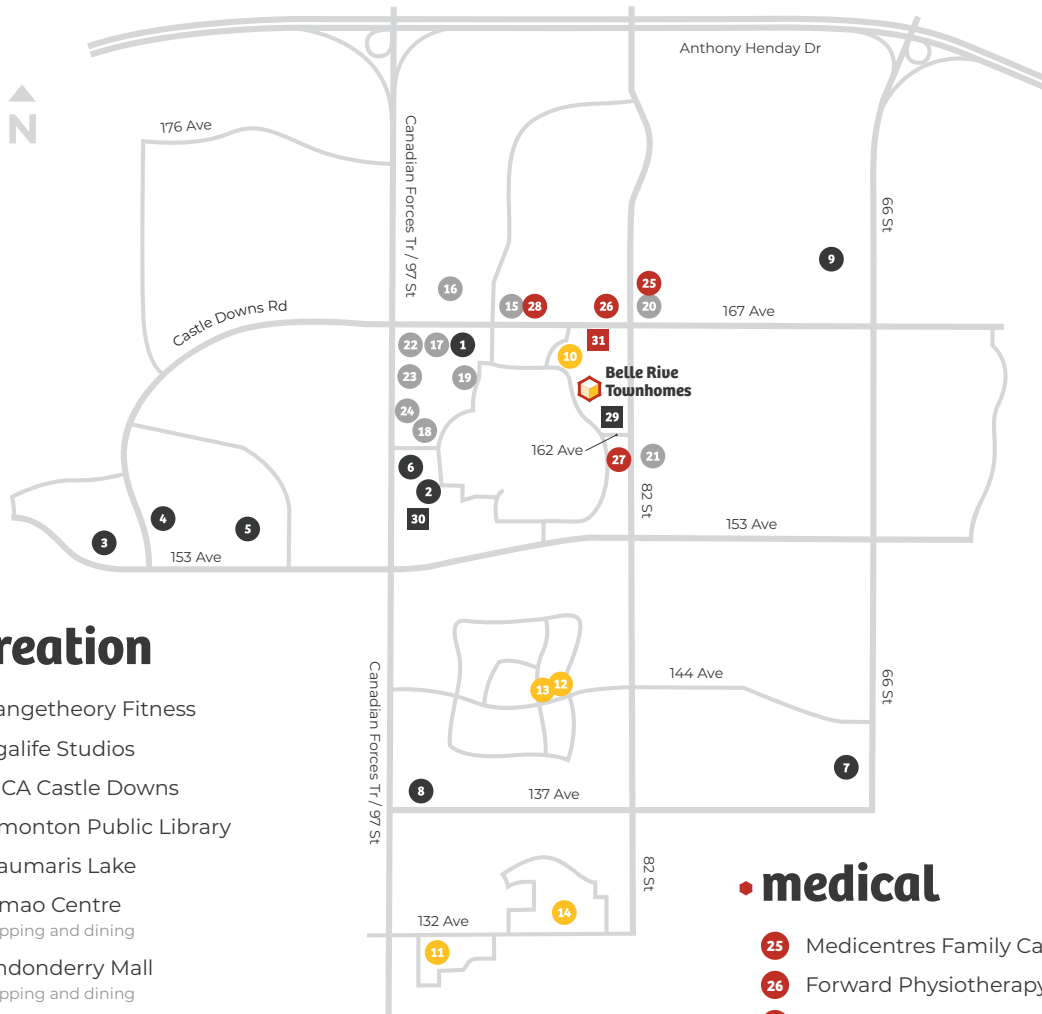 Anthony Henday Dr
N
176 Ave
Canadian Forces Tr / 97 St
66 St
9
25
16
15
28
26
20
Castle Downs Rd
167 Ave
22
17
1
31
10
Belle Rive
Townhomes
23
19
24
29
18
162 Ave
27
21
6
2
82 St
30
4
5
3
153 Ave
153 Ave
reation
Canadian Forces Tr / 97 St
144 Ave
66 St
13
12
angetheory Fitness
galife Studios
7
CA Castle Downs
8
137 Ave
monton Public Library
aumaris Lake
82 St
medical
mao Centre
pping and dining
132 Ave
14
11
25 Medicentres Family Ca
ndonderry Mall
pping and dining
26 Forward Physiotherapy